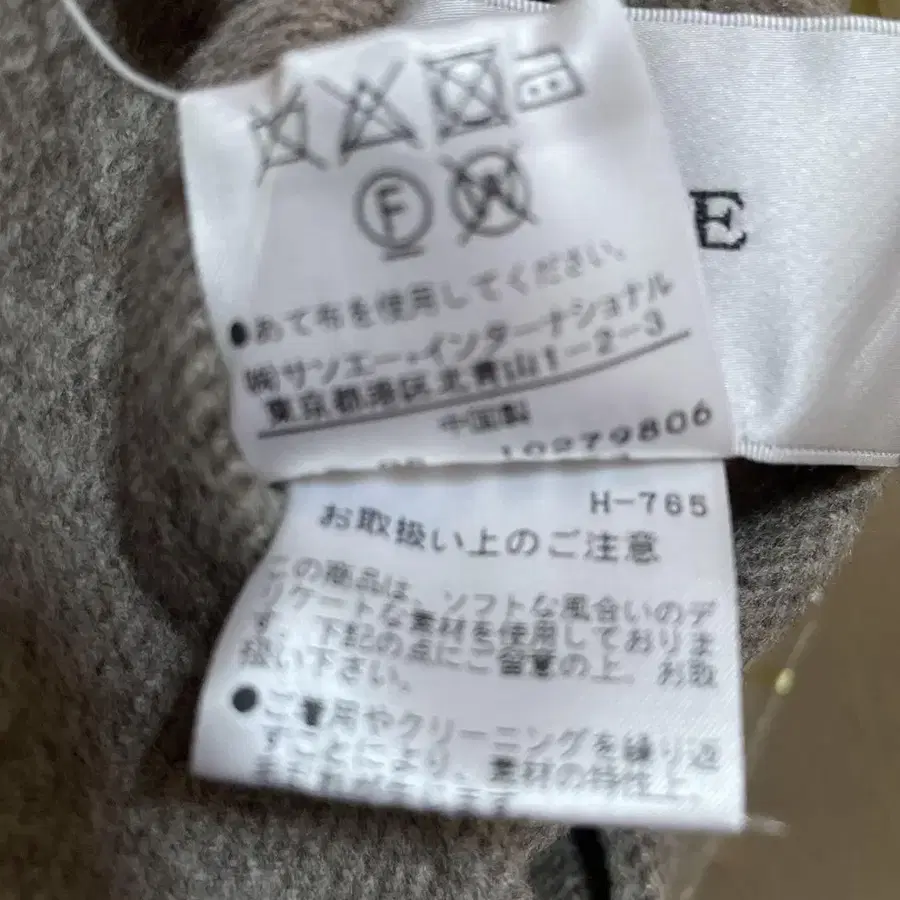 F
W
E
●あて布を使用してください。
㈱サンエー・インターナショナル
東京都港区北青山1-2-3
中国製
10279806
H-765
お取扱い上のご注意
この商品は、ソフトな風合いのデ
リケートな素材を使用しておりま
す。下記の点にご留意の上、お取
扱い下さい。
●ご着用やクリーニングを繰り返
すことにより、素材の特性上、